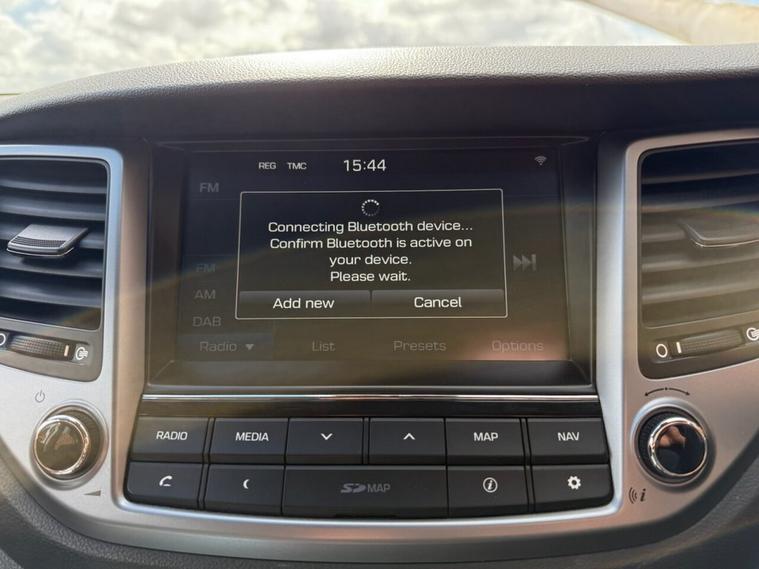 REG TMC 15:44
FM
Connecting Bluetooth device...
Confirm Bluetooth is active on
your device.
Please wait.
Add new Cancel
FM
AM
DAB
Radio List Presets Options
RADIO MEDIA MAP NAV
SD MAP